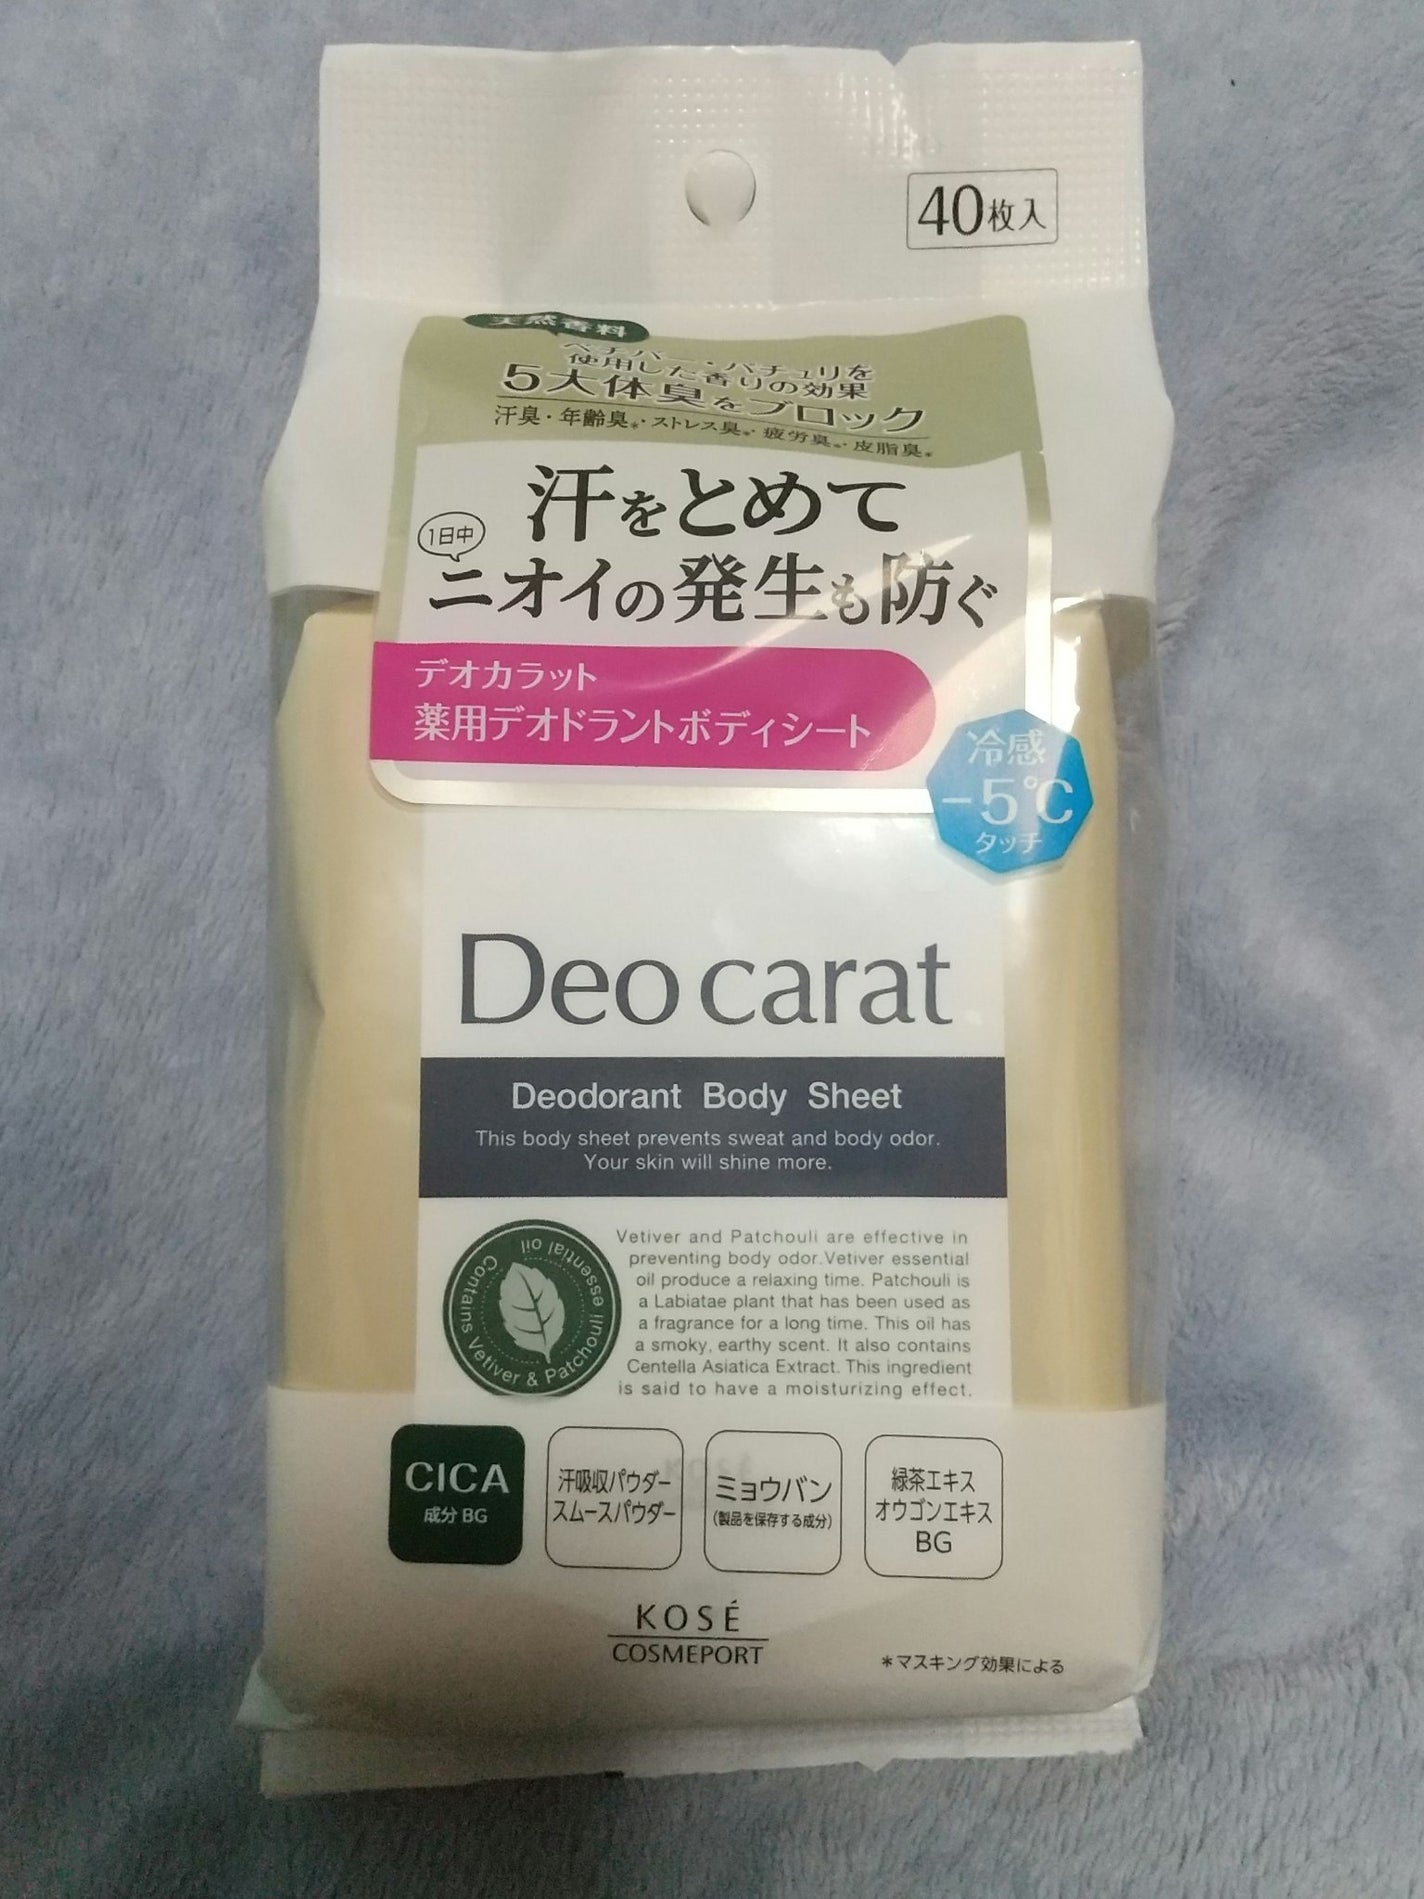 40枚入
天然香料
ベチバー・パチュリを
使用した香りの効果
5大体臭をブロック
汗臭・年齢臭*・ストレス臭*・疲労臭*・皮脂臭*
汗をとめて
1日中
ニオイの発生も防ぐ
デオカラット
薬用デオドラントボディシート
冷感
-5℃
タッチ
Deo carat
Deodorant Body Sheet
This body sheet prevents sweat and body odor.
Your skin will shine more.
Contains Vetiver & Patchouli essential oil
Vetiver and Patchouli are effective in
preventing body odor.Vetiver essential
oil produce a relaxing time. Patchouli is
a Labiatae plant that has been used as
a fragrance for a long time. This oil has
a smoky, earthy scent. It also contains
Centella Asiatica Extract. This ingredient
is said to have a moisturizing effect.
CICA
成分 BG
汗吸収パウダー
スムースパウダー
ミョウバン
(製品を保存する成分)
緑茶エキス
オウゴンエキス
BG
KOSÉ
COSMEPORT
*マスキング効果による